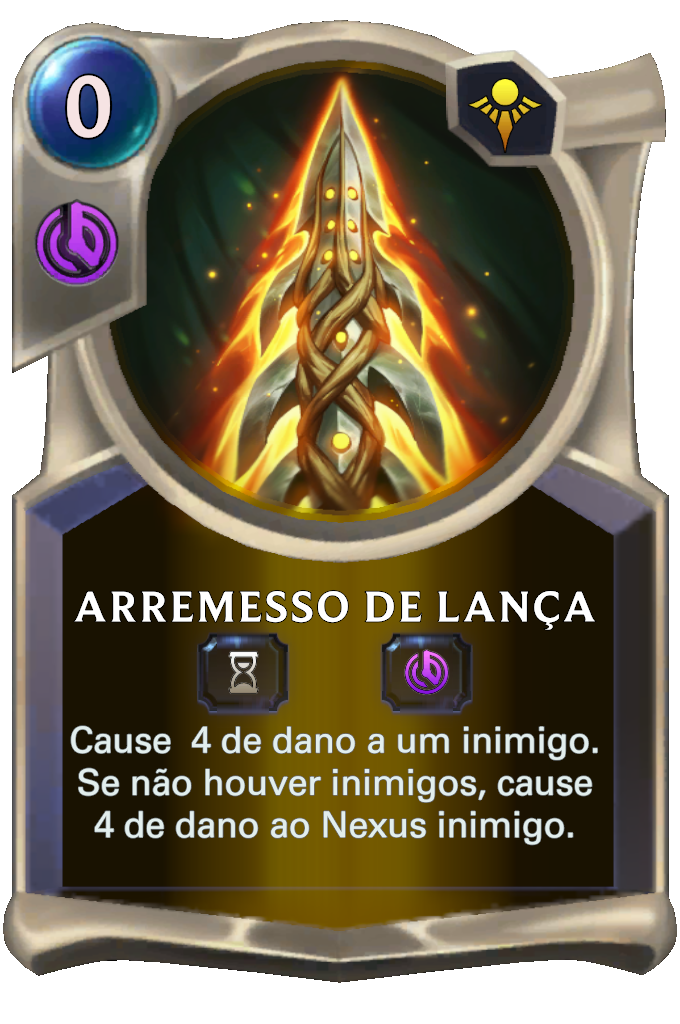 0
ARREMESSO DE LANÇA
Cause 4 de dano a um inimigo.
Se não houver inimigos, cause
4 de dano ao Nexus inimigo.